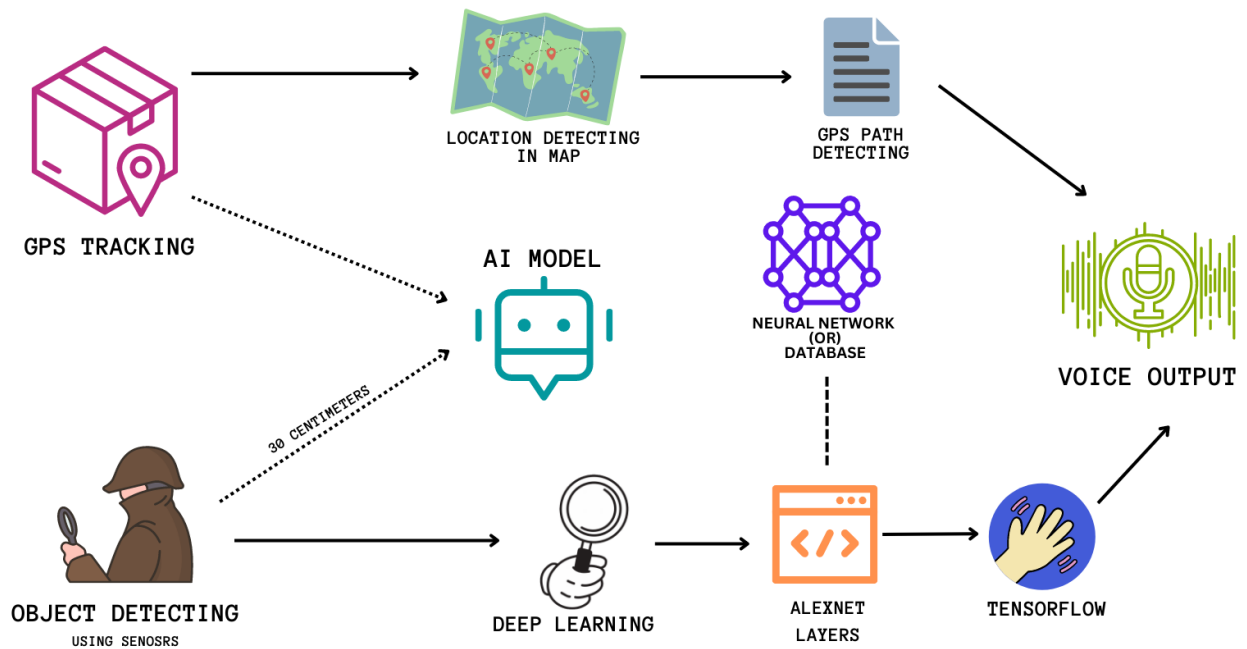 LOCATION DETECTING
IN MAP
GPS PATH
DETECTING
GPS TRACKING
AI MODEL
NEURAL NETWORK
(OR)
DATABASE
VOICE OUTPUT
30 CENTIMETERS
OBJECT DETECTING
USING SENOSRS
DEEP LEARNING
ALEXNET
LAYERS
TENSORFLOW